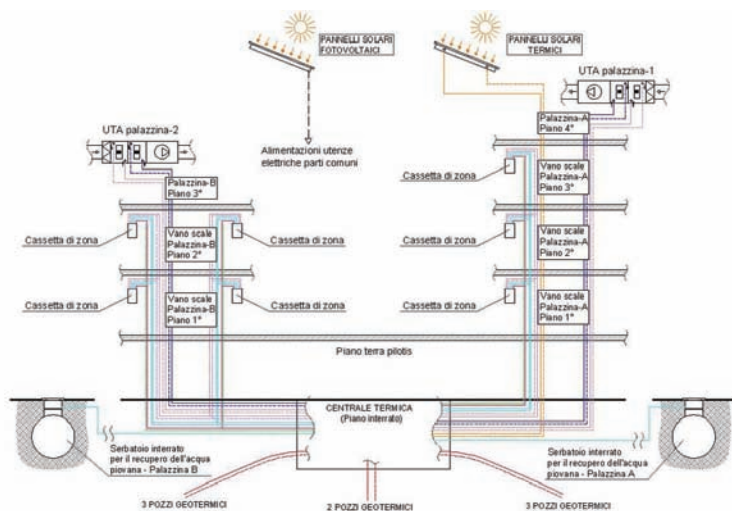 PANNELLI SOLARI
FOTOVOLTAICI
PANNELLI SOLARI
TERMICI
UTA palazzina-1
UTA palazzina-2
Alimentazioni utenze
elettriche parti comuni
Palazzina-A
Piano 4°
Palazzina-B
Piano 3°
Cassetta di zona
Vano scale
Palazzina-A
Piano 3°
Cassetta di zona
Vano scale
Palazzina-B
Piano 2°
Cassetta di zona
Cassetta di zona
Vano scale
Palazzina-A
Piano 2°
Cassetta di zona
Vano scale
Palazzina-B
Piano 1°
Cassetta di zona
Cassetta di zona
Vano scale
Palazzina-A
Piano 1°
Piano terra pilotis
CENTRALE TERMICA
(Piano interrato)
Serbatoio interrato
per il recupero dell'acqua
piovana - Palazzina B
Serbatoio interrato
per il recupero dell'acqua
piovana - Palazzina A
3 POZZI GEOTERMICI
2 POZZI GEOTERMICI
3 POZZI GEOTERMICI